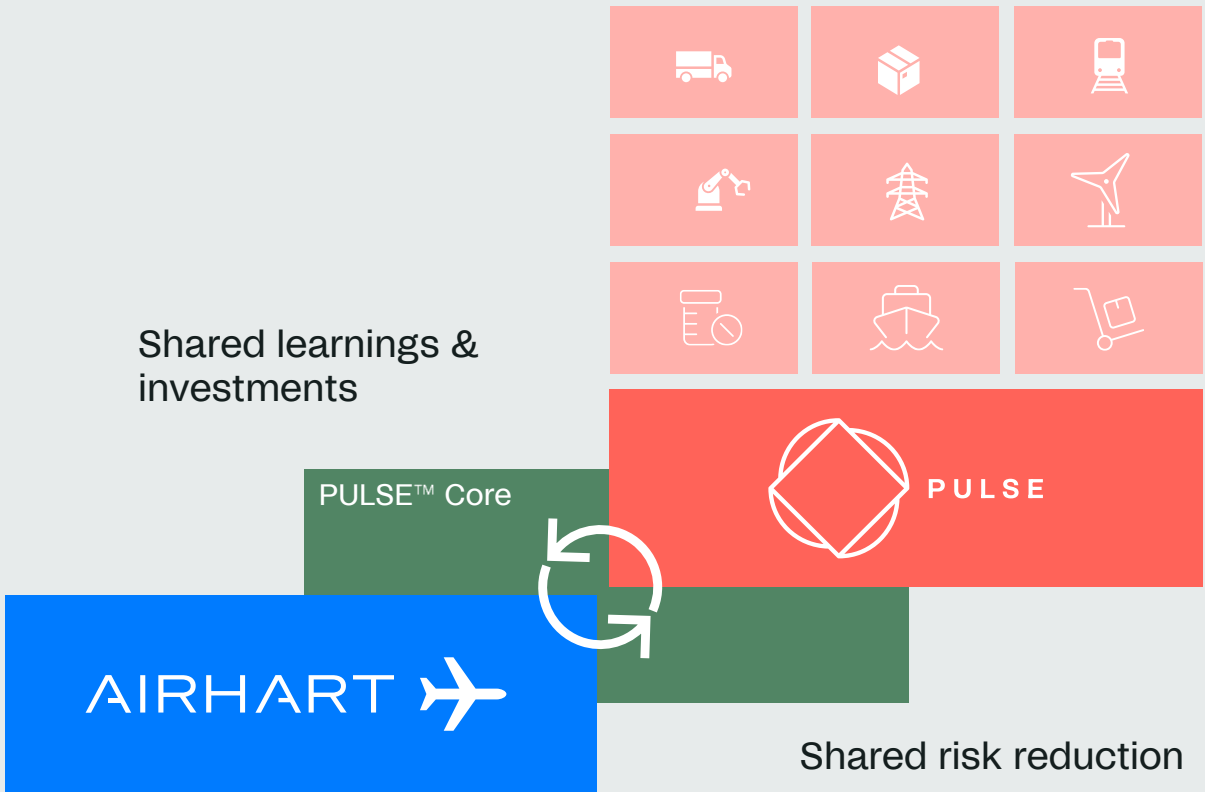 Shared learnings &
investments
PULSE™ Core
PULSE
AIRHART
Shared risk reduction